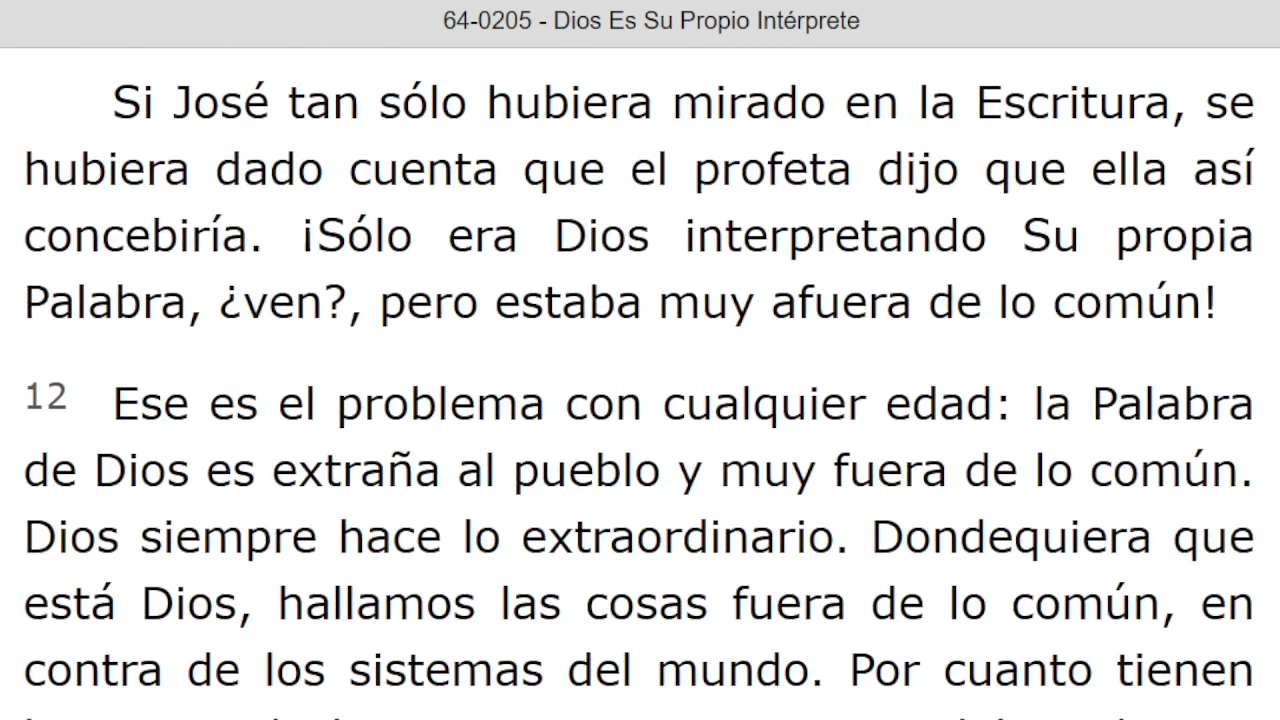 64-0205 - Dios Es Su Propio Intérprete
Si José tan sólo hubiera mirado en la Escritura, se
hubiera dado cuenta que el profeta dijo que ella así
concebiría. ¡Sólo era Dios interpretando Su propia
Palabra, ¿ven?, pero estaba muy afuera de lo común!
12 Ese es el problema con cualquier edad: la Palabra
de Dios es extraña al pueblo y muy fuera de lo común.
Dios siempre hace lo extraordinario. Dondequiera que
está Dios, hallamos las cosas fuera de lo común, en
contra de los sistemas del mundo. Por cuanto tienen